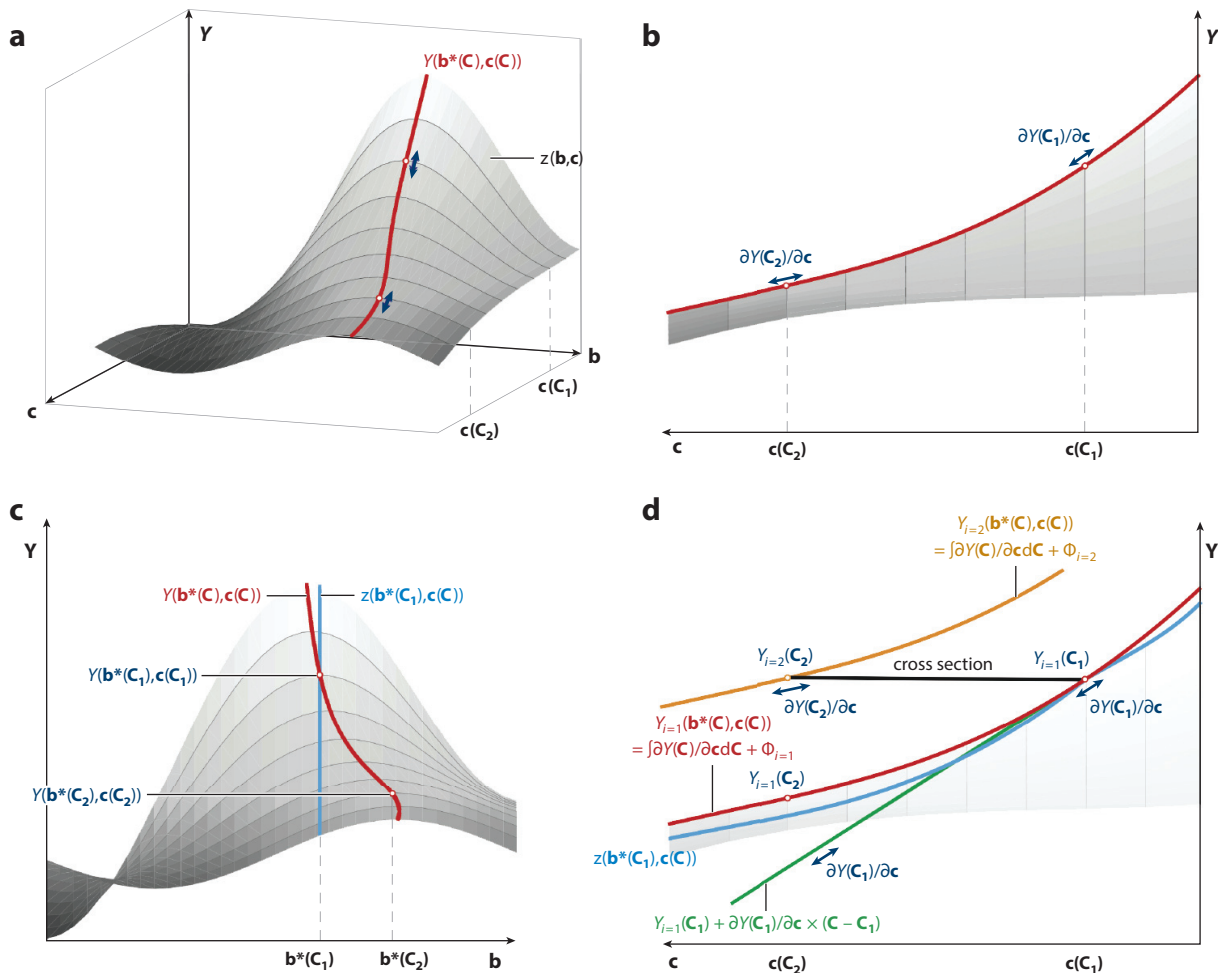 a
Y
Y(b*(C),c(C))
z(b,c)
b
c(C₁)
c
c(C₂)
b
Y
∂Y(C₁)/∂c
∂Y(C₂)/∂c
c
c(C₂)
c(C₁)
c
Y
Y(b*(C),c(C))
z(b*(C₁),c(C))
Y(b*(C₁),c(C₁))
Y(b*(C₂),c(C₂))
b*(C₁)
b*(C₂)
b
d
Y
Yᵢ₌₂(b*(C),c(C))
= ∫∂Y(C)/∂cdC + Φᵢ₌₂
Yᵢ₌₂(C₂)
cross section
Yᵢ₌₁(C₁)
∂Y(C₂)/∂c
∂Y(C₁)/∂c
Yᵢ₌₁(b*(C),c(C))
= ∫∂Y(C)/∂cdC + Φᵢ₌₁
Yᵢ₌₁(C₂)
z(b*(C₁),c(C))
∂Y(C₁)/∂c
Yᵢ₌₁(C₁) + ∂Y(C₁)/∂c × (C – C₁)
c
c(C₂)
c(C₁)